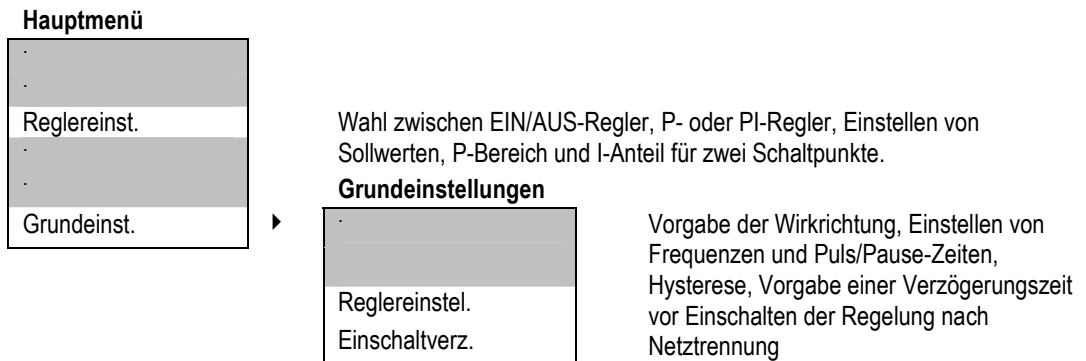 Hauptmenü
.
.
Reglereinst.
Wahl zwischen EIN/AUS-Regler, P- oder PI-Regler, Einstellen von
Sollwerten, P-Bereich und I-Anteil für zwei Schaltpunkte.
.
.
Grundeinst.
Grundeinstellungen
.
Reglereinstel.
Einschaltverz.
Vorgabe der Wirkrichtung, Einstellen von
Frequenzen und Puls/Pause-Zeiten,
Hysterese, Vorgabe einer Verzögerungszeit
vor Einschalten der Regelung nach
Netztrennung